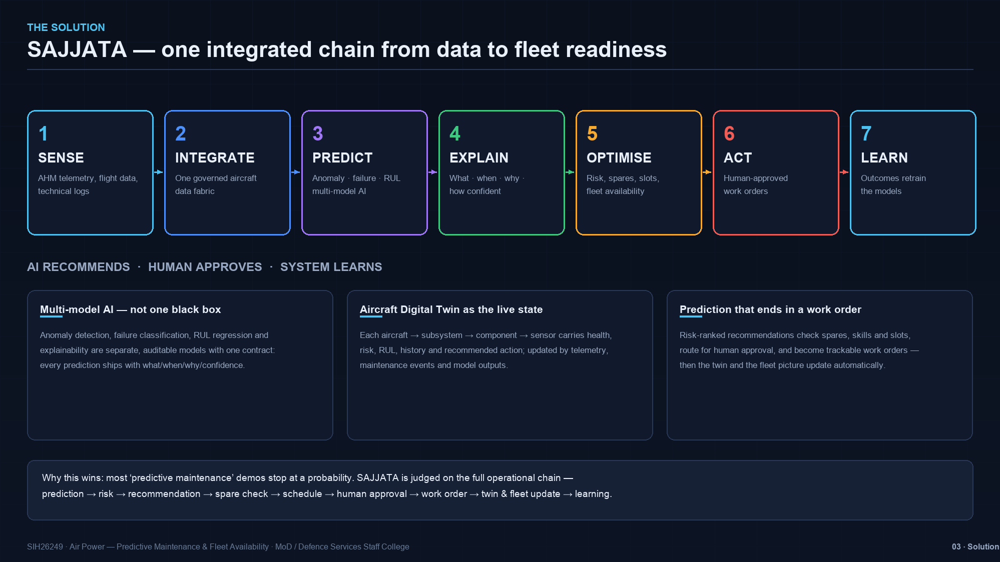 THE SOLUTION
SAJJATA — one integrated chain from data to fleet readiness
1
SENSE
AHM telemetry, flight data,
technical logs
2
INTEGRATE
One governed aircraft
data fabric
3
PREDICT
Anomaly · failure · RUL
multi-model AI
4
EXPLAIN
What · when · why ·
how confident
5
OPTIMISE
Risk, spares, slots,
fleet availability
6
ACT
Human-approved
work orders
7
LEARN
Outcomes retrain
the models
AI RECOMMENDS · HUMAN APPROVES · SYSTEM LEARNS
Multi-model AI — not one black box
Anomaly detection, failure classification, RUL regression and
explainability are separate, auditable models with one contract:
every prediction ships with what/when/why/confidence.
Aircraft Digital Twin as the live state
Each aircraft → subsystem → component → sensor carries health,
risk, RUL, history and recommended action; updated by telemetry,
maintenance events and model outputs.
Prediction that ends in a work order
Risk-ranked recommendations check spares, skills and slots,
route for human approval, and become trackable work orders —
then the twin and the fleet picture update automatically.
Why this wins: most ‘predictive maintenance’ demos stop at a probability. SAJJATA is judged on the full operational chain —
prediction → risk → recommendation → spare check → schedule → human approval → work order → twin & fleet update → learning.
SIH26249 · Air Power — Predictive Maintenance & Fleet Availability · MoD / Defence Services Staff College
03 · Solution